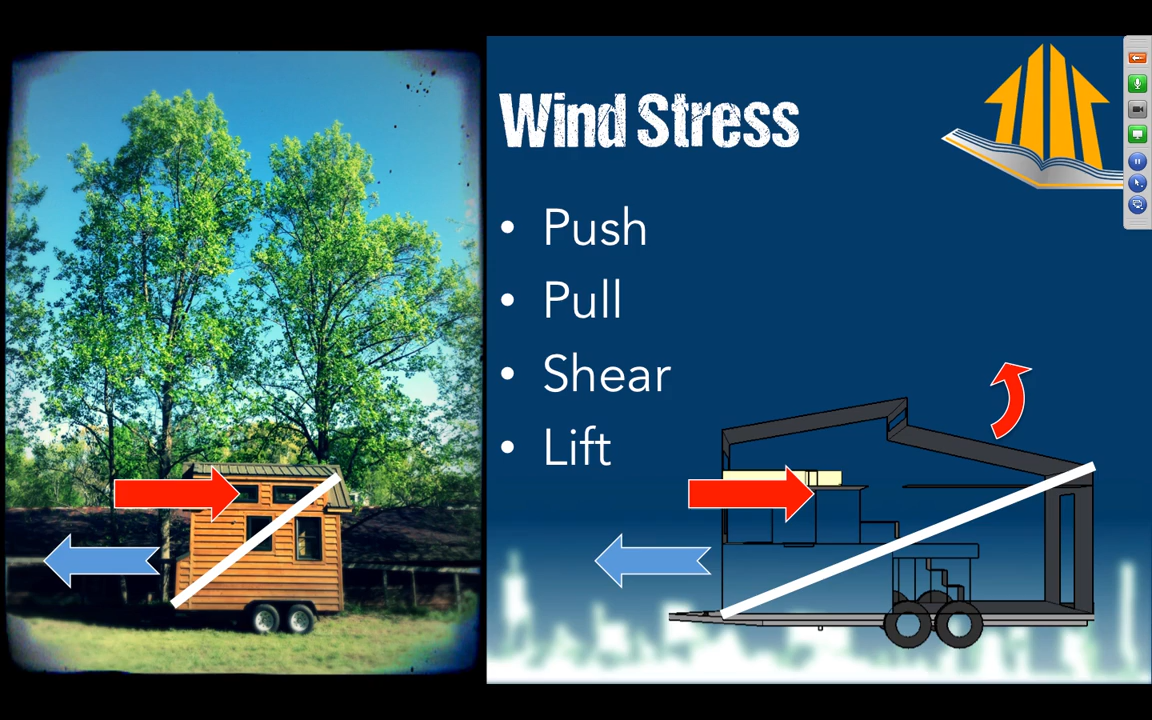 Wind Stress
• Push
• Pull
• Shear
• Lift